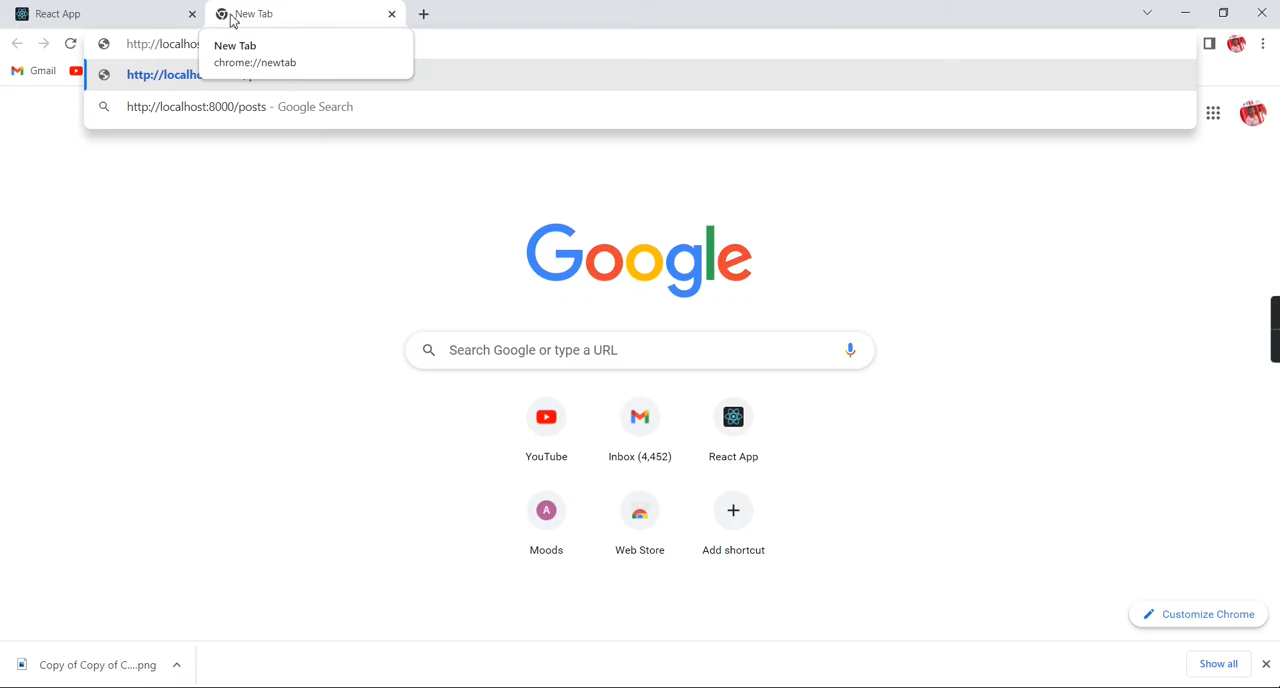 React App
New Tab
http://localhos
New Tab
chrome://newtab
Gmail
http://localho
http://localhost:8000/posts - Google Search
Google
Search Google or type a URL
YouTube
Inbox (4,452)
React App
A
Moods
Web Store
Add shortcut
Customize Chrome
Copy of Copy of C....png
Show all